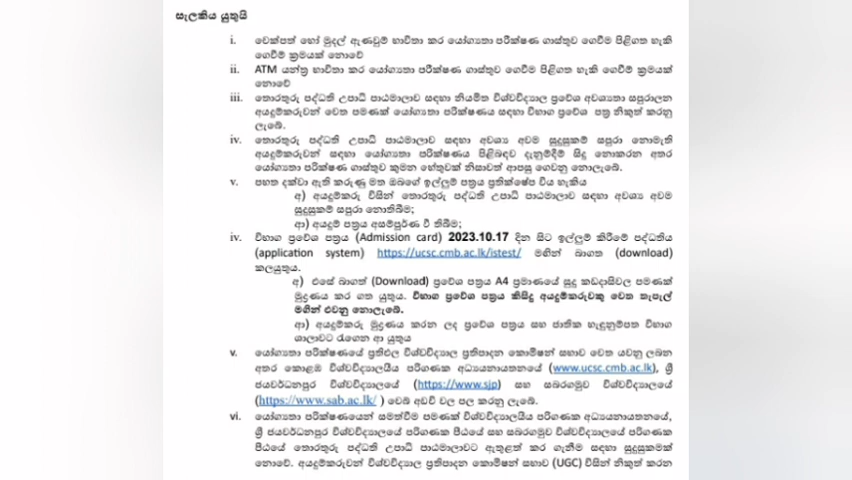 සැලකිය යුතුයි
i. චෙක්පත් හෝ මුදල් ඇණවුම් භාවිතා කර යෝග්‍යතා පරීක්ෂණ ගාස්තුව ගෙවීම පිළිගත හැකි
ගෙවීම් ක්‍රමයක් නොවේ
ii. ATM යන්ත්‍ර භාවිතා කර යෝග්‍යතා පරීක්ෂණ ගාස්තුව ගෙවීම පිළිගත හැකි ගෙවීම් ක්‍රමයක්
නොවේ
iii. තොරතුරු පද්ධති උපාධි පාඨමාලාව සඳහා නියමිත විශ්වවිද්‍යාල ප්‍රවේශ අවශ්‍යතා සපුරාලන
අයදුම්කරුවන් වෙත පමණක් යෝග්‍යතා පරීක්ෂණය සඳහා විභාග ප්‍රවේශ පත්‍ර නිකුත් කරනු
ලැබේ.
iv. තොරතුරු පද්ධති උපාධි පාඨමාලාව සඳහා අවශ්‍ය අවම සුදුසුකම් සපුරා නොමැති
අයදුම්කරුවන් සඳහා යෝග්‍යතා පරීක්ෂණය පිළිබඳව දැනුම්දීම් සිදු නොකරන අතර
යෝග්‍යතා පරීක්ෂණ ගාස්තුව කුමන හේතුවක් නිසාවත් ආපසු ගෙවනු නොලැබේ.
v. පහත දක්වා ඇති කරුණු මත ඔබගේ ඉල්ලුම් පත්‍රය ප්‍රතික්ෂේප විය හැකිය
අ) අයදුම්කරු විසින් තොරතුරු පද්ධති උපාධි පාඨමාලාව සඳහා අවශ්‍ය අවම
සුදුසුකම් සපුරා නොතිබීම;
ආ) අයදුම් පත්‍රය අසම්පූර්ණ වී තිබීම;
iv. විභාග ප්‍රවේශ පත්‍රය (Admission card) 2023.10.17 දින සිට ඉල්ලුම් කිරීමේ පද්ධතිය
(application system) https://ucsc.cmb.ac.lk/istest/ මගින් බාගත (download)
කලයුතුය.
අ) එසේ බාගත් (Download) ප්‍රවේශ පත්‍රය A4 ප්‍රමාණයේ සුදු කඩදාසිවල පමණක්
මුද්‍රණය කර ගත යුතුය. විභාග ප්‍රවේශ පත්‍රය කිසිදු අයදුම්කරුවකු වෙත තැපැල්
මගින් එවනු නොලැබේ.
ආ) අයදුම්කරු මුද්‍රණය කරන ලද ප්‍රවේශ පත්‍රය සහ ජාතික හැඳුනුම්පත විභාග
ශාලාවට රැගෙන ආ යුතුය
v. යෝග්‍යතා පරීක්ෂණයේ ප්‍රතිඵල විශ්වවිද්‍යාල ප්‍රතිපාදන කොමිෂන් සභාව වෙත යවනු ලබන
අතර කොළඹ විශ්වවිද්‍යාලයීය පරිගණක අධ්‍යයනායතනයේ (www.ucsc.cmb.ac.lk), ශ්‍රී
ජයවර්ධනපුර විශ්වවිද්‍යාලයේ (https://www.sjp) සහ සබරගමුව විශ්වවිද්‍යාලයේ
(https://www.sab.ac.lk/ ) වෙබ් අඩවි වල පල කරනු ලැබේ.
vi. යෝග්‍යතා පරීක්ෂණයෙන් සමත්වීම පමණක් විශ්වවිද්‍යාලයීය පරිගණක අධ්‍යයනායතනයේ,
ශ්‍රී ජයවර්ධනපුර විශ්වවිද්‍යාලයේ පරිගණක පීඨයේ සහ සබරගමුව විශ්වවිද්‍යාලයේ පරිගණක
පීඨයේ තොරතුරු පද්ධති උපාධි පාඨමාලාවට ඇතුළත් කර ගැනීම සඳහා සුදුසුකමක්
නොවේ. අයදුම්කරුවන් විශ්වවිද්‍යාල ප්‍රතිපාදන කොමිෂන් සභාව (UGC) විසින් නිකුත් කරන